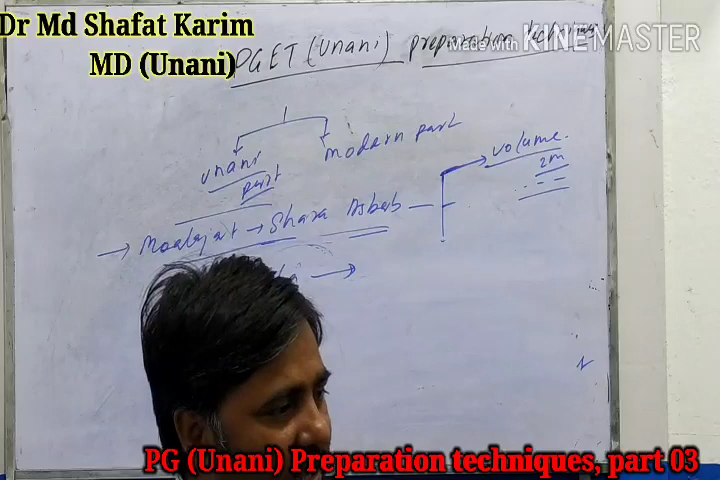 Dr Md Shafat Karim
MD (Unani)
PGET (Unani) preparation
Made with KINEMASTER
Unani part
modern part
volume.
2m
→ Moalajat → Shara Asbab
PG (Unani) Preparation techniques, part 03